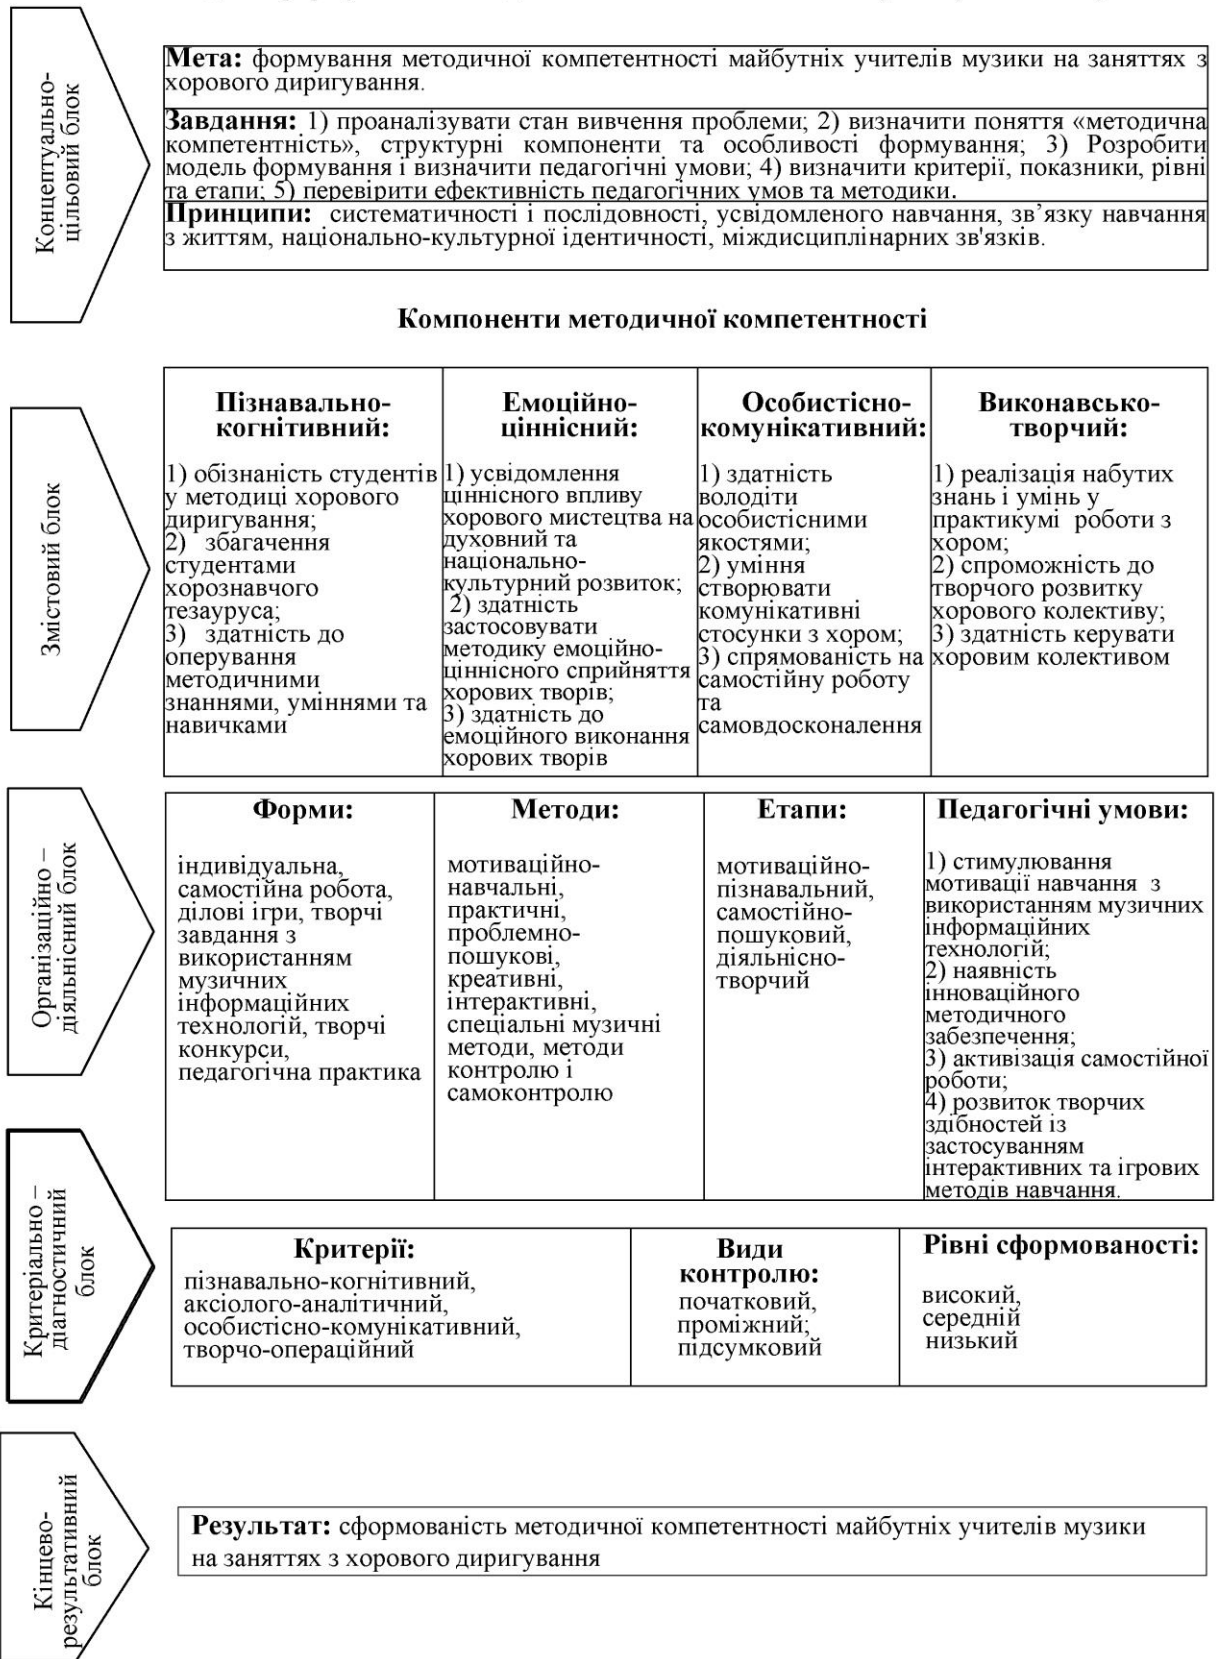 Концептуально-
цільовий блок
Мета: формування методичної компетентності майбутніх учителів музики на заняттях з
хорового диригування.
Завдання: 1) проаналізувати стан вивчення проблеми; 2) визначити поняття «методична
компетентність», структурні компоненти та особливості формування; 3) Розробити
модель формування і визначити педагогічні умови; 4) визначити критерії, показники, рівні
та етапи; 5) перевірити ефективність педагогічних умов та методики.
Принципи: систематичності і послідовності, усвідомленого навчання, зв’язку навчання
з життям, національно-культурної ідентичності, міждисциплінарних зв'язків.
Компоненти методичної компетентності
Змістовий блок
Пізнавально-
когнітивний:
1) обізнаність студентів
у методиці хорового
диригування;
2) збагачення
студентами
хорознавчого
тезауруса;
3) здатність до
оперування
методичними
знаннями, уміннями та
навичками
Емоційно-
ціннісний:
1) усвідомлення
ціннісного впливу
хорового мистецтва на
духовний та
національно-
культурний розвиток;
2) здатність
застосовувати
методику емоційно-
ціннісного сприйняття
хорових творів;
3) здатність до
емоційного виконання
хорових творів
Особистісно-
комунікативний:
1) здатність
володіти
особистісними
якостями;
2) уміння
створювати
комунікативні
стосунки з хором;
3) спрямованість на
самостійну роботу
та
самовдосконалення
Виконавсько-
творчий:
1) реалізація набутих
знань і умінь у
практикумі роботи з
хором;
2) спроможність до
творчого розвитку
хорового колективу;
3) здатність керувати
хоровим колективом
Організаційно –
діяльнісний блок
Форми:
індивідуальна,
самостійна робота,
ділові ігри, творчі
завдання з
використанням
музичних
інформаційних
технологій, творчі
конкурси,
педагогічна практика
Методи:
мотиваційно-
навчальні,
практичні,
проблемно-
пошукові,
креативні,
інтерактивні,
спеціальні музичні
методи, методи
контролю і
самоконтролю
Етапи:
мотиваційно-
пізнавальний,
самостійно-
пошуковий,
діяльнісно-
творчий
Педагогічні умови:
1) стимулювання
мотивації навчання з
використанням музичних
інформаційних
технологій;
2) наявність
інноваційного
методичного
забезпечення;
3) активізація самостійної
роботи;
4) розвиток творчих
здібностей із
застосуванням
інтерактивних та ігрових
методів навчання.
Критеріально –
діагностичний
блок
Критерії:
пізнавально-когнітивний,
аксіолого-аналітичний,
особистісно-комунікативний,
творчо-операційний
Види
контролю:
початковий,
проміжний;
підсумковий
Рівні сформованості:
високий,
середній
низький
Кінцево-
результативний
блок
Результат: сформованість методичної компетентності майбутніх учителів музики
на заняттях з хорового диригування